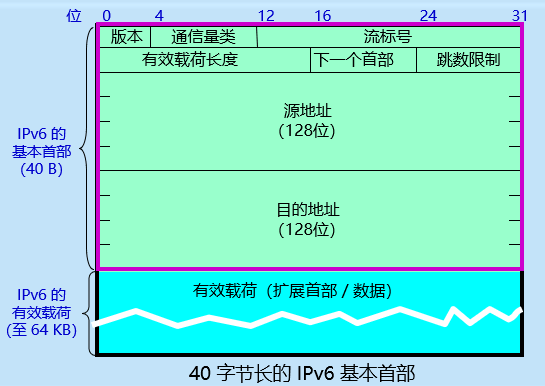 位 0 4 12 16 24 31
版本 通信量类 流标号
有效载荷长度 下一个首部 跳数限制
源地址
(128位)
IPv6 的
基本首部
(40 B)
目的地址
(128位)
IPv6 的
有效载荷
(至 64 KB)
有效载荷（扩展首部 / 数据）
40 字节长的 IPv6 基本首部